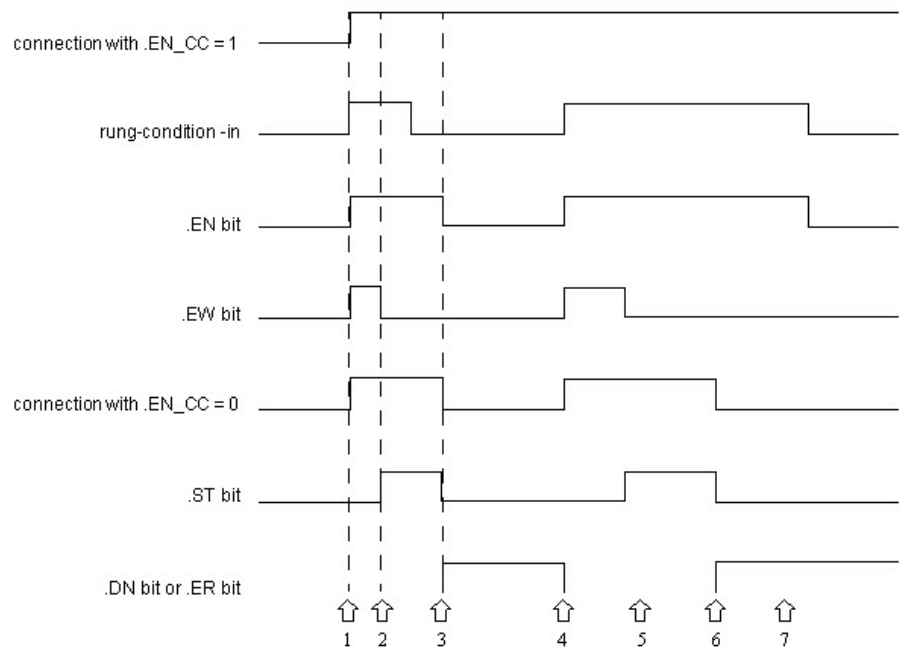 connection with .EN_CC = 1
rung-condition -in
.EN bit
.EW bit
connection with .EN_CC = 0
.ST bit
.DN bit or .ER bit
1 2 3 4 5 6 7